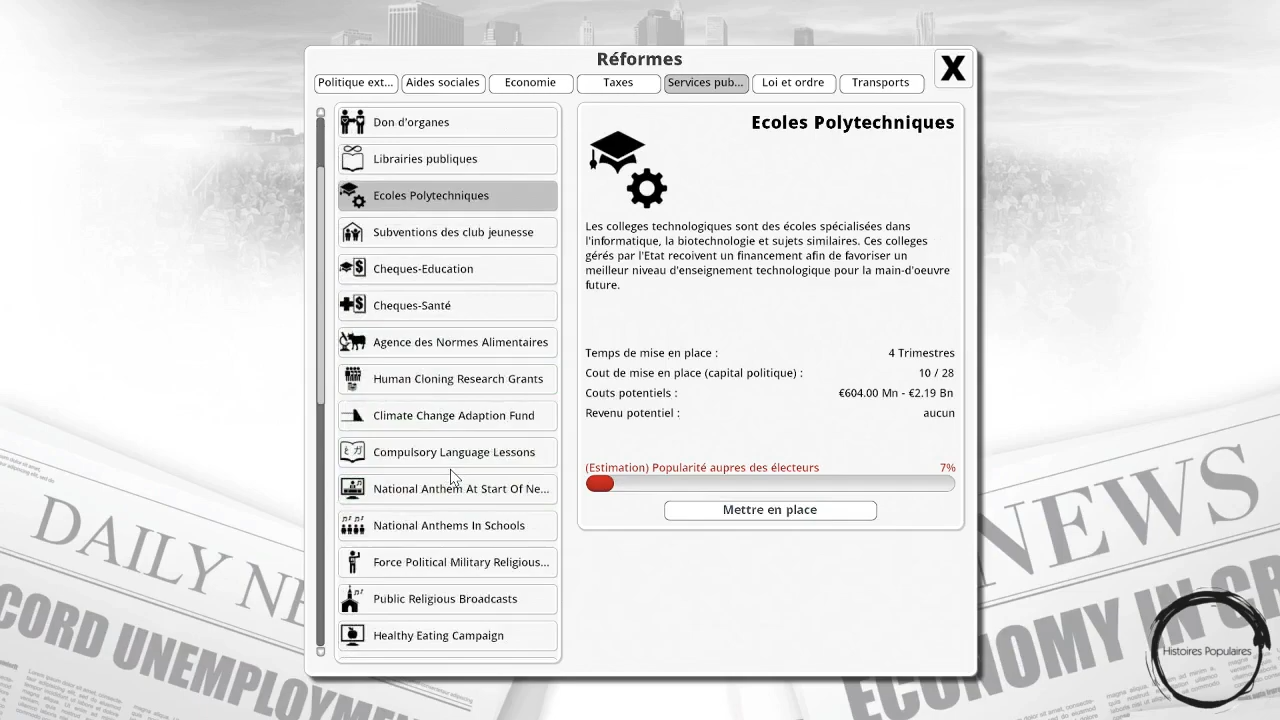 Réformes
X
Politique ext...
Aides sociales
Economie
Taxes
Services pub...
Loi et ordre
Transports
Don d'organes
Librairies publiques
Ecoles Polytechniques
Subventions des club jeunesse
Cheques-Education
Cheques-Santé
Agence des Normes Alimentaires
Human Cloning Research Grants
Climate Change Adaption Fund
Compulsory Language Lessons
National Anthem At Start Of Ne...
National Anthems In Schools
Force Political Military Religious...
Public Religious Broadcasts
Healthy Eating Campaign
Ecoles Polytechniques
Les colleges technologiques sont des écoles spécialisées dans
l'informatique, la biotechnologie et sujets similaires. Ces colleges
gérés par l'Etat recoivent un financement afin de favoriser un
meilleur niveau d'enseignement technologique pour la main-d'oeuvre
future.
Temps de mise en place : 4 Trimestres
Cout de mise en place (capital politique) : 10 / 28
Couts potentiels : €604.00 Mn - €2.19 Bn
Revenu potentiel : aucun
(Estimation) Popularité aupres des électeurs 7%
Mettre en place
DAILY NE
CORD UNEMPLOYM
NEWS
ECONOMY IN CR
Histoires Populaires